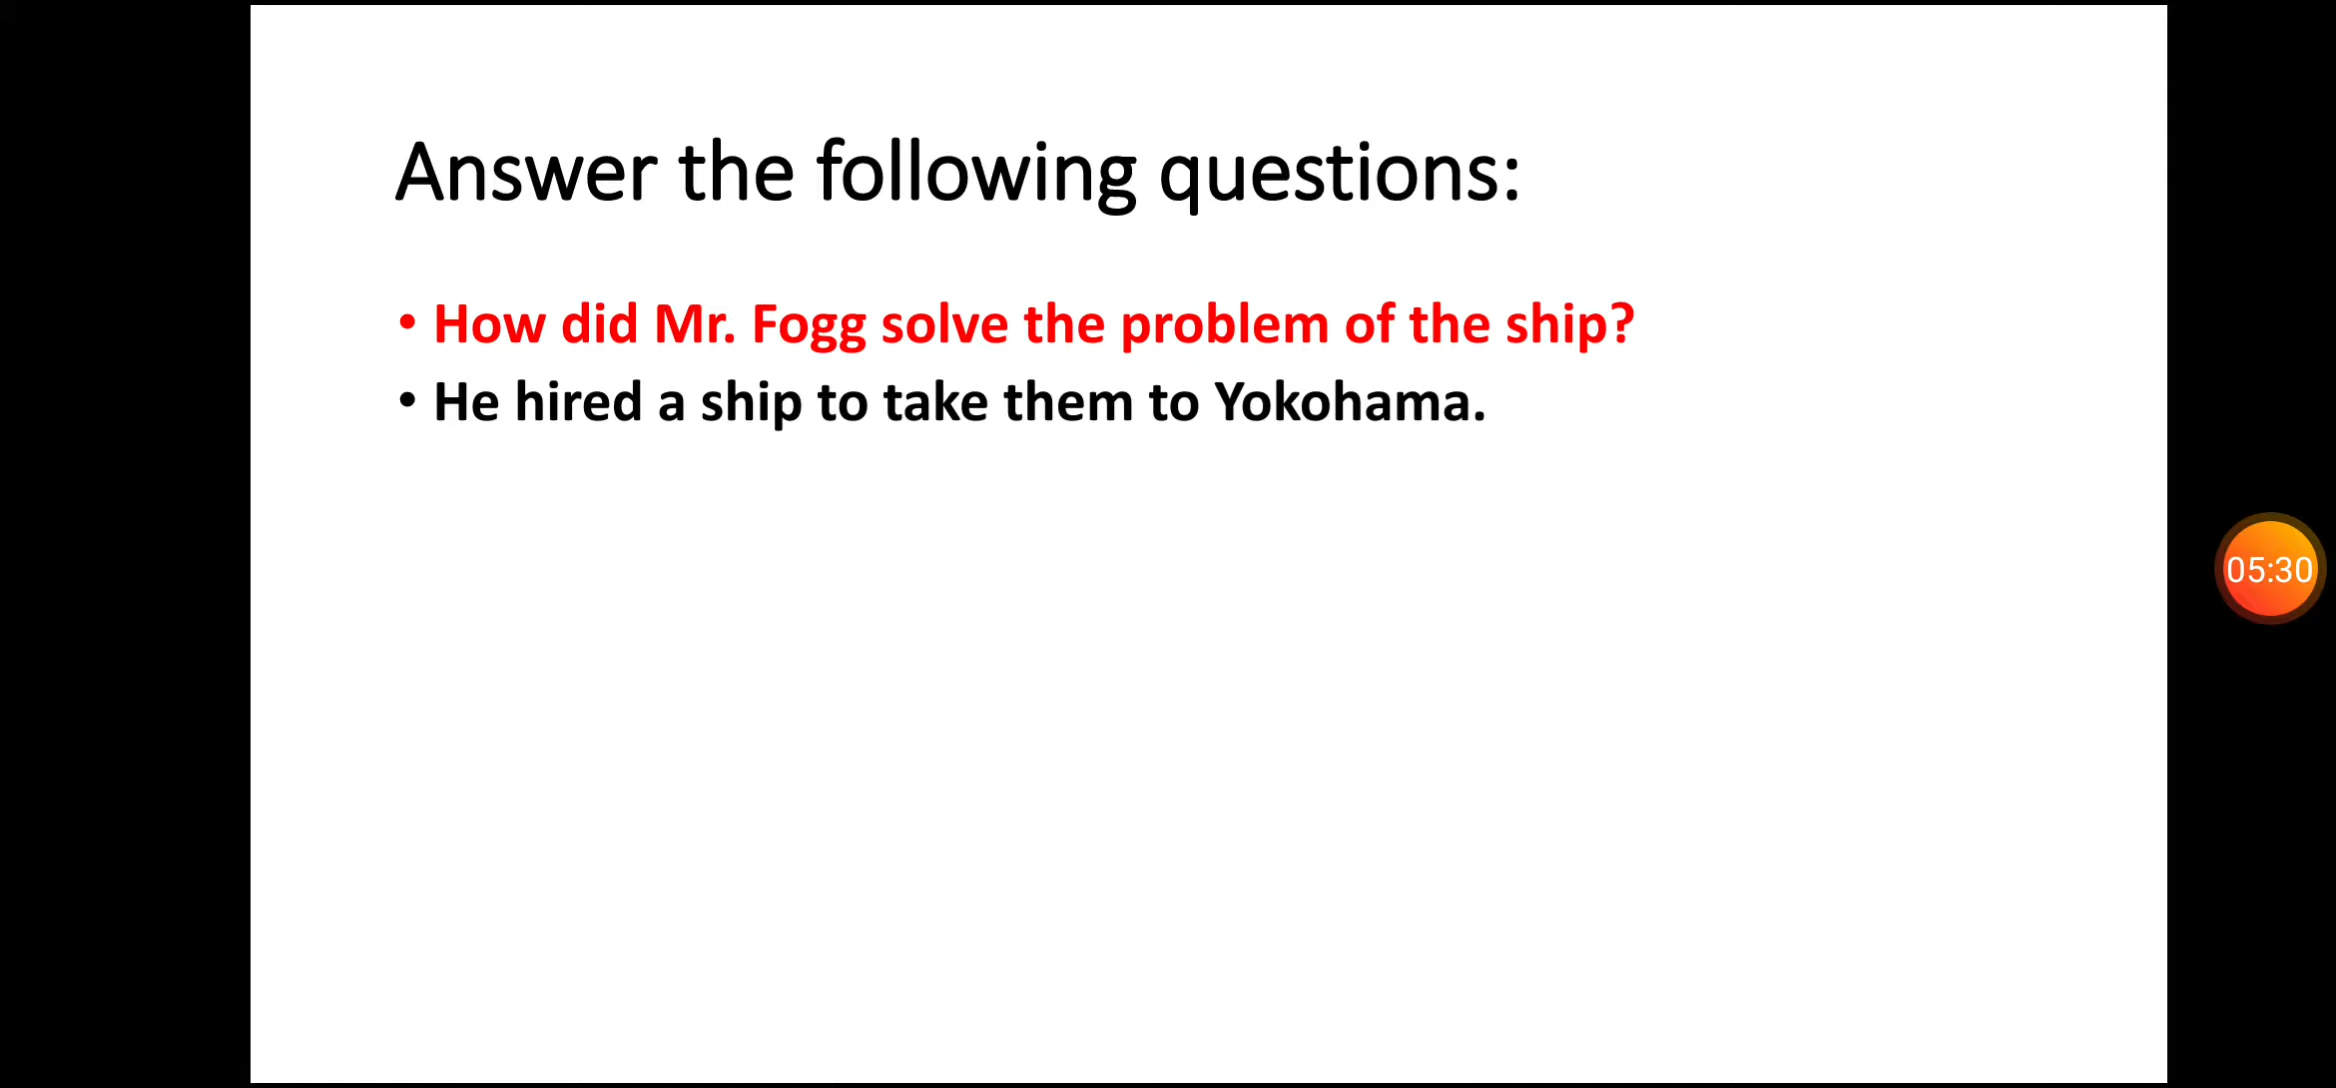 Answer the following questions:
• How did Mr. Fogg solve the problem of the ship?
• He hired a ship to take them to Yokohama.
05:30